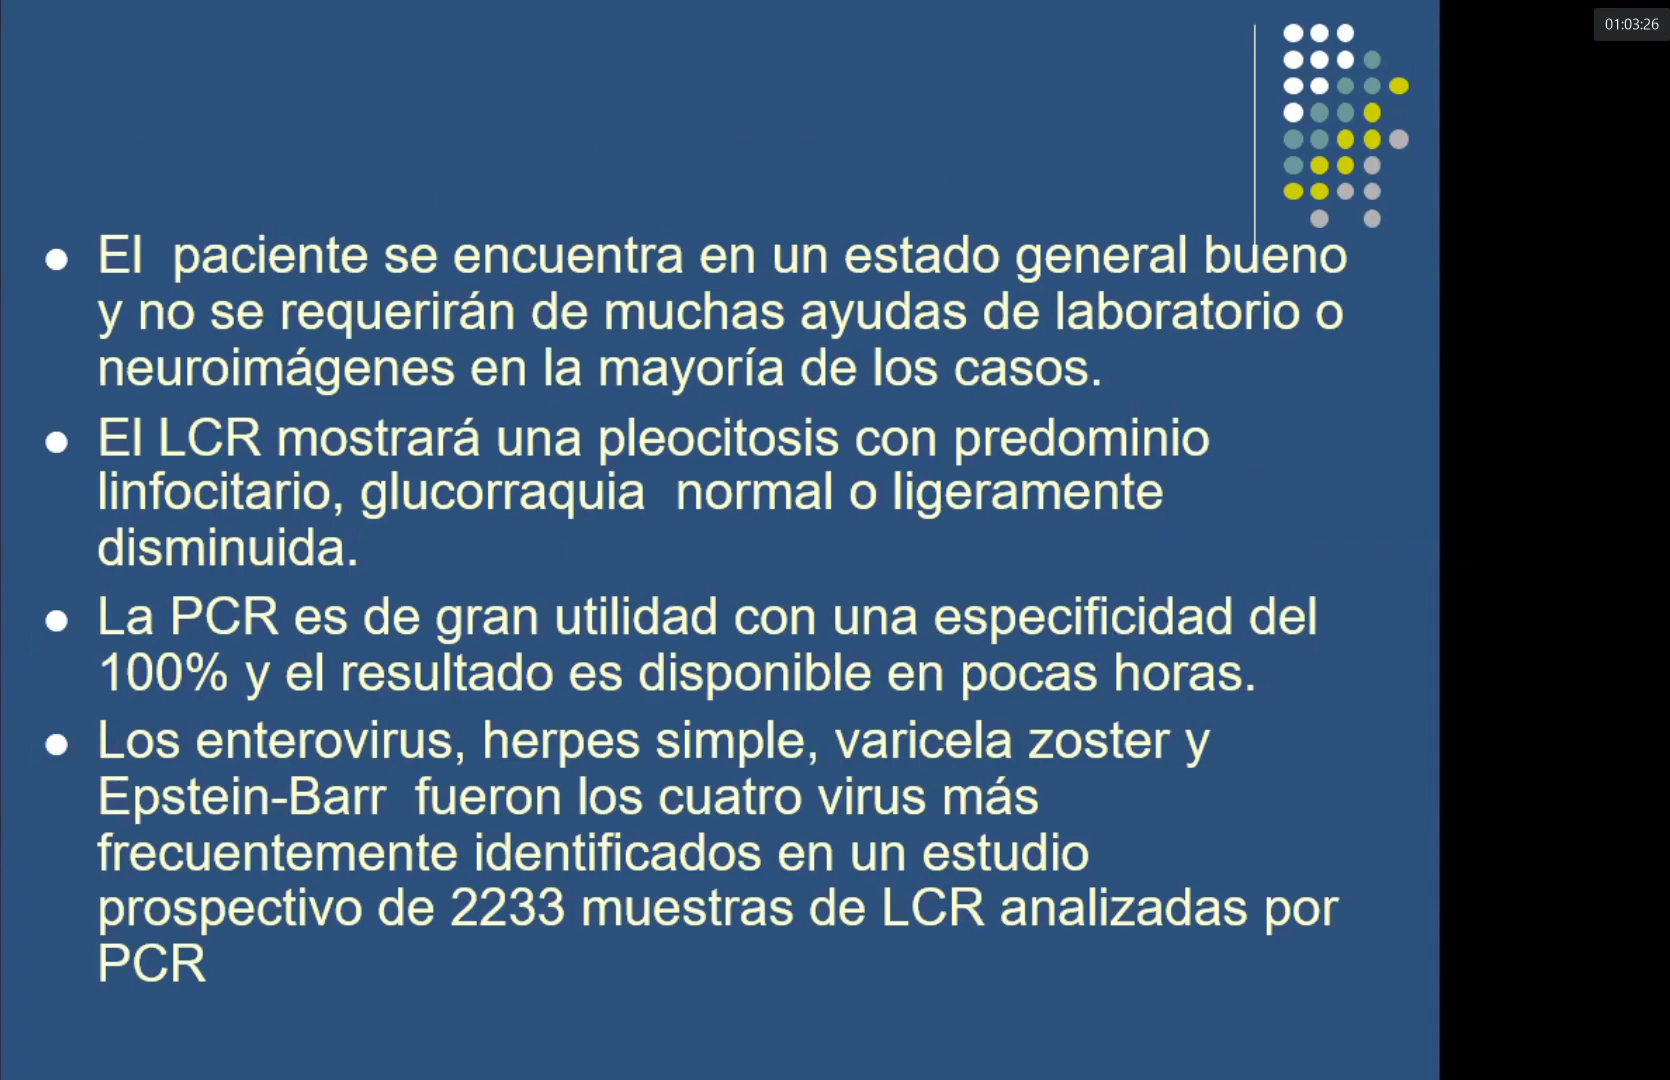 01:03:26
● El  paciente se encuentra en un estado general bueno
y no se requerirán de muchas ayudas de laboratorio o
neuroimágenes en la mayoría de los casos.
● El LCR mostrará una pleocitosis con predominio
linfocitario, glucorraquia  normal o ligeramente
disminuida.
● La PCR es de gran utilidad con una especificidad del
100% y el resultado es disponible en pocas horas.
● Los enterovirus, herpes simple, varicela zoster y
Epstein-Barr  fueron los cuatro virus más
frecuentemente identificados en un estudio
prospectivo de 2233 muestras de LCR analizadas por
PCR